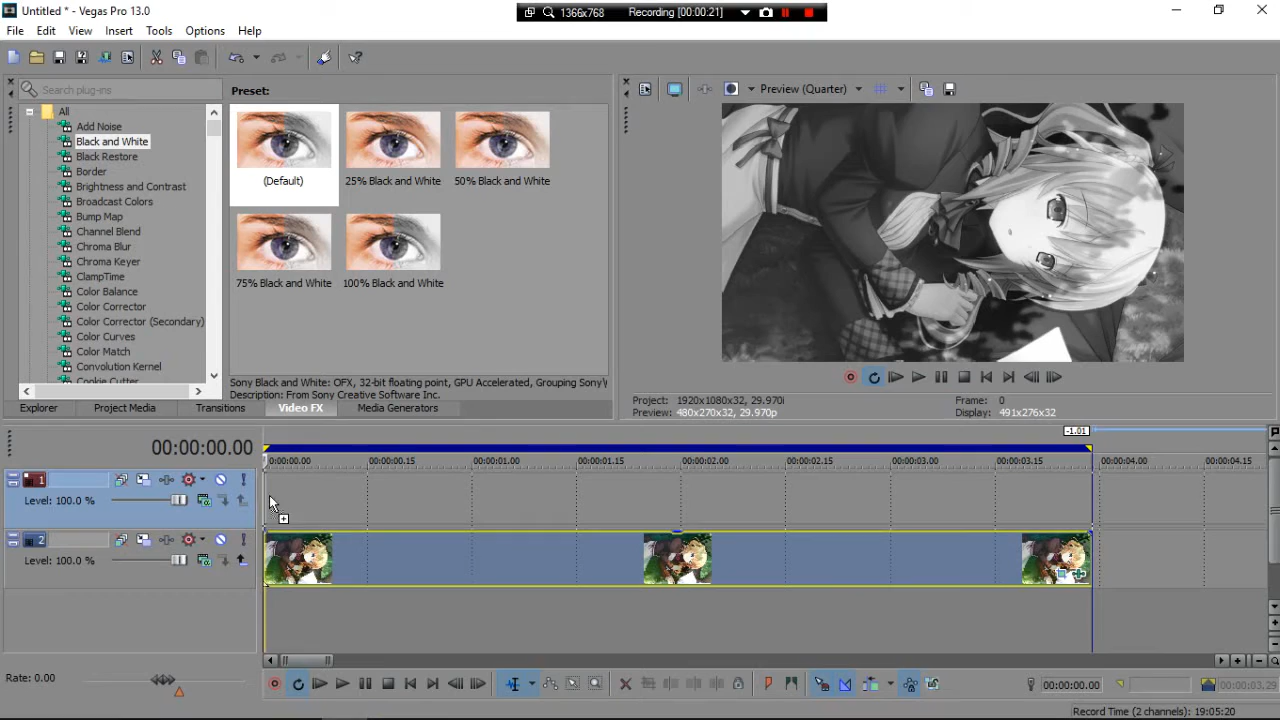 Untitled * - Vegas Pro 13.0
1366x768 Recording [00:00:21]
File Edit View Insert Tools Options Help
Search plug-ins
All
Add Noise
Black and White
Black Restore
Border
Brightness and Contrast
Broadcast Colors
Bump Map
Channel Blend
Chroma Blur
Chroma Keyer
ClampTime
Color Balance
Color Corrector
Color Corrector (Secondary)
Color Curves
Color Match
Convolution Kernel
Cookie Cutter
Preset:
(Default) 25% Black and White 50% Black and White
75% Black and White 100% Black and White
Sony Black and White: OFX, 32-bit floating point, GPU Accelerated, Grouping Sony\
Description: From Sony Creative Software Inc.
Explorer Project Media Transitions Video FX Media Generators
Preview (Quarter)
Project: 1920x1080x32, 29.970i Frame: 0
Preview: 480x270x32, 29.970p Display: 491x276x32
-1.01
00:00:00.00
0:00:00.00 00:00:00.15 00:00:01.00 00:00:01.15 00:00:02.00 00:00:02.15 00:00:03.00 00:00:03.15 00:00:04.00 00:00:04.15
1
Level: 100.0 %
2
Level: 100.0 %
Rate: 0.00
00:00:00.00 00:00:03,29
Record Time (2 channels): 19:05:20